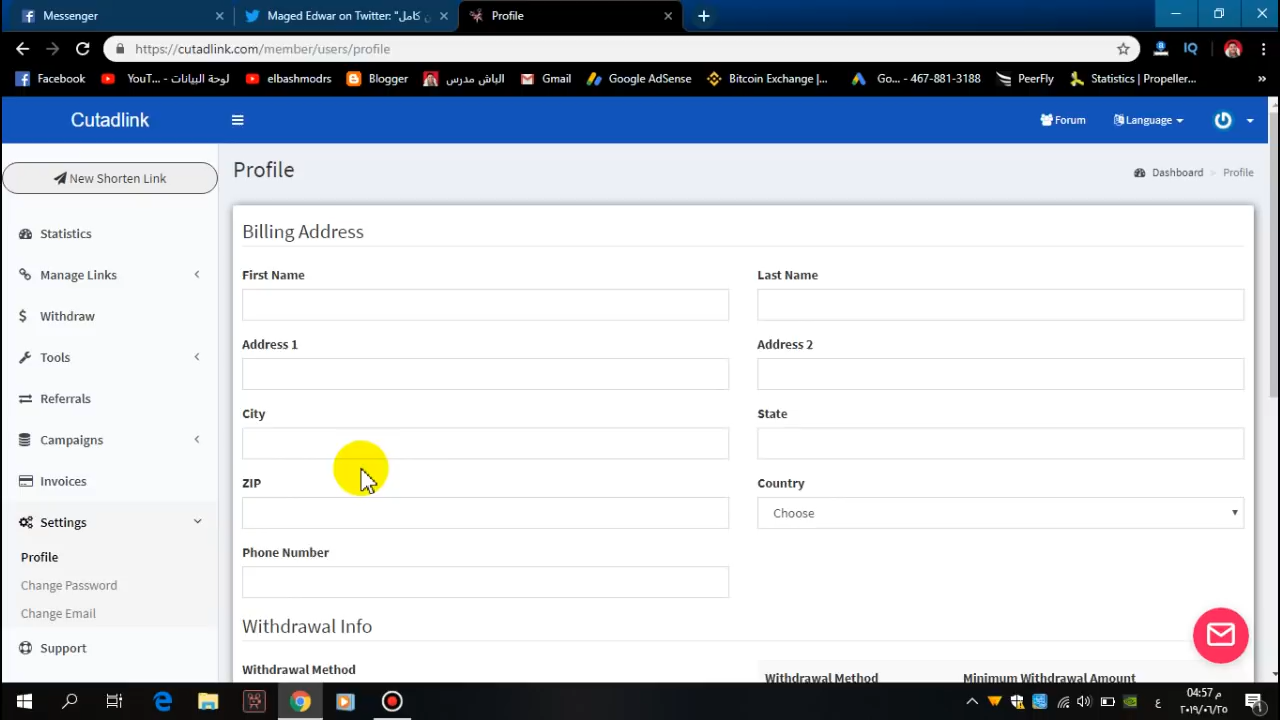 Messenger
Maged Edwar on Twitter: "ن كامل
Profile
https://cutadlink.com/member/users/profile
IQ
Facebook
YouT... - لوحة البيانات
elbashmodrs
Blogger
الباش مدرس
Gmail
Google AdSense
Bitcoin Exchange |...
Go... - 467-881-3188
PeerFly
Statistics | Propeller...
»
Cutadlink
Forum
Language
New Shorten Link
Profile
Dashboard > Profile
Statistics
Manage Links
Withdraw
Tools
Referrals
Campaigns
Invoices
Settings
Profile
Change Password
Change Email
Support
Billing Address
First Name
Last Name
Address 1
Address 2
City
State
ZIP
Country
Choose
Phone Number
Withdrawal Info
Withdrawal Method
Withdrawal Method
Minimum Withdrawal Amount
ع
04:57 م
٢٠١٩/٠٦/٢٥